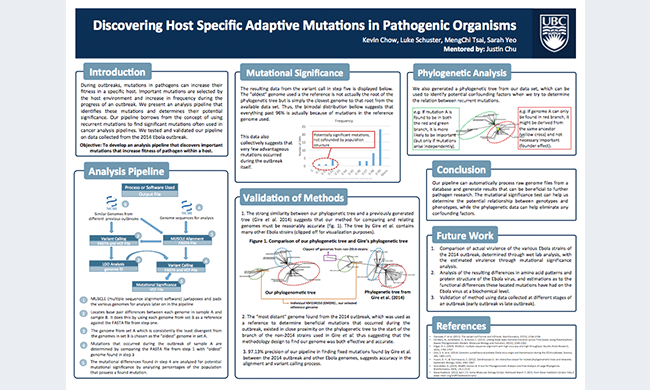 Discovering Host Specific Adaptive Mutations in Pathogenic Organisms
Kevin Chow, Luke Schuster, MengChi Tsai, Sarah Yeo
Mentored by: Justin Chu
UBC
Introduction
During outbreaks, mutations in pathogens can increase their
fitness in a specific host. Important mutations are selected by
the host environment and increase in frequency during the
progress of an outbreak. We present an analysis pipeline that
identifies these mutations and determines their potential
significance. Our pipeline borrows from the concept of using
recurrent mutations to find significant mutations often used in
cancer analysis pipelines. We tested and validated our pipeline
on data collected from the 2014 Ebola outbreak.
Objective: To develop an analysis pipeline that discovers important
mutations that increase fitness of pathogen within a host.
Analysis Pipeline
Process or Software Used
Output File
Similar Genomes from
different previous outbreaks
Genome sequences for analysis
Variant Calling
MUSCLE Alignment
Variant Calling
Mutational Significance
MUSCLE (multiple sequence alignment software) juxtaposes and pads
the various genomes for analysis later on in the pipeline
Locates base pair differences between each genome in sample A and
sample B. It does this by using each genome from set B as a reference
against the FASTA file from step one.
The genome from set A which is consistently the least divergent from
the genomes in set B is chosen as the "oldest" genome in set A.
Mutations that occurred during the outbreak of sample A are
determined by comparing the FASTA file from step 1 with "oldest"
genome found in step 3
The mutational differences found in step 4 are analyzed for potential
mutational significance by analyzing percentages of the population
that possess a found mutation.
Mutational Significance
The resulting data from the variant call in step five is displayed below.
The "oldest" genome used a the reference is not actually the root of the
phylogenetic tree but is simply the closest genome to that root from the
available data set. Thus, the bimodal distribution below suggests that
everything past 96% is actually because of mutations in the reference
genome used.
This data also
collectively suggests that
very few advantageous
mutations occurred
during the outbreak
itself.
Frequency
Potentially significant mutations,
not confounded by population
structure
Validation of Methods
1. The strong similarity between our phylogenetic tree and a previously generated
tree (Gire et al. 2014) suggests that our method for comparing and relating
genomes must be reasonably accurate (fig. 1). The tree by Gire et al. contains
many other Ebola strains (clipped off for visualisation purposes).
Figure 1. Comparison of our phylogenetic tree and Gire's phylogenetic tree
Clipped off genomes from non-2014 ebola outbreaks
Our phylogenomic tree
Phylogenetic tree from
Gire et al. (2014)
2. The "most distant" genome found from the 2014 outbreak, which was used as
a reference to determine beneficial mutations that occurred during the
outbreak, existed in close proximity on the phylogenetic tree to the start of the
branch of the non-2014 strains used in Gire et al, thus suggesting that the
methodology design to find our genome was both effective and accurate.
3. 97.13% precision of our pipeline in finding fixed mutations found by Gire et al.
between the 2014 outbreak and other Ebola genomes, suggests accuracy in the
alignment and variant calling process.
Phylogenetic Analysis
We also generated a phylogenetic tree from our data set, which can be
used to identify potential confounding factors when we try to determine
the relation between recurrent mutations.
e.g: If mutation A is
found to be in both
the red and green
branch, it is more
likely to be important
(but only if mutations
arise independently).
e.g: If genome A can only
be found in red branch, it
might be derived from
the same ancestor
(yellow cross) and not
necessary important
(founder effect).
Conclusion
Our pipeline can automatically process raw genome files from a
database and generate results that can be beneficial to further
pathogen research. The mutational significance test can help us
determine the potential relationship between genotypes and
phenotypes, while the phylogenetic data can help eliminate any
confounding factors.
Future Work
1. Comparison of actual virulence of the various Ebola strains of
the 2014 outbreak, determined through wet lab analysis, with
the estimated virulence through mutational significance
analysis.
2. Analysis of the resulting differences in amino acid patterns and
protein structure of the Ebola virus, and estimations as to the
functional differences these located mutations have had on the
Ebola virus at a biochemical level.
3. Validation of method using data collected at different stages of
an outbreak (early outbreak vs late outbreak).
References